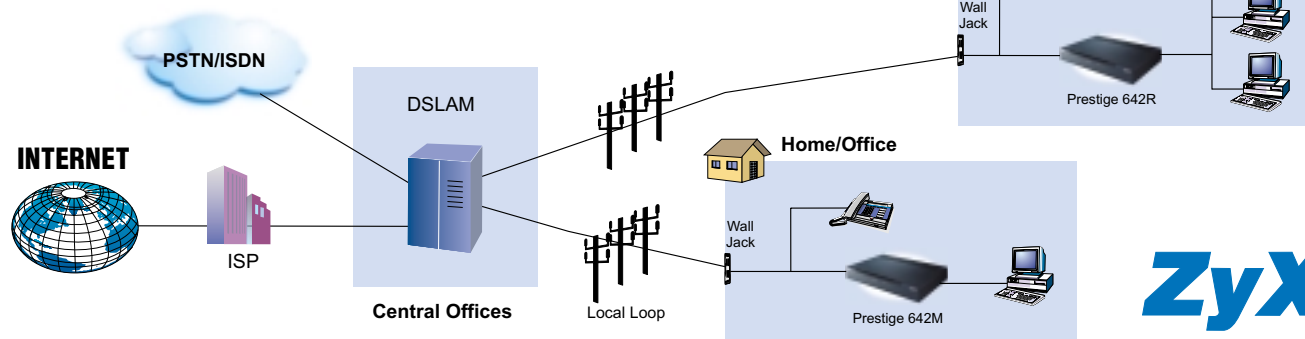 Wall
Jack
PSTN/ISDN
DSLAM
Prestige 642R
INTERNET
Home/Office
Wall
Jack
ISP
Central Offices
Local Loop
Prestige 642M
ZyX